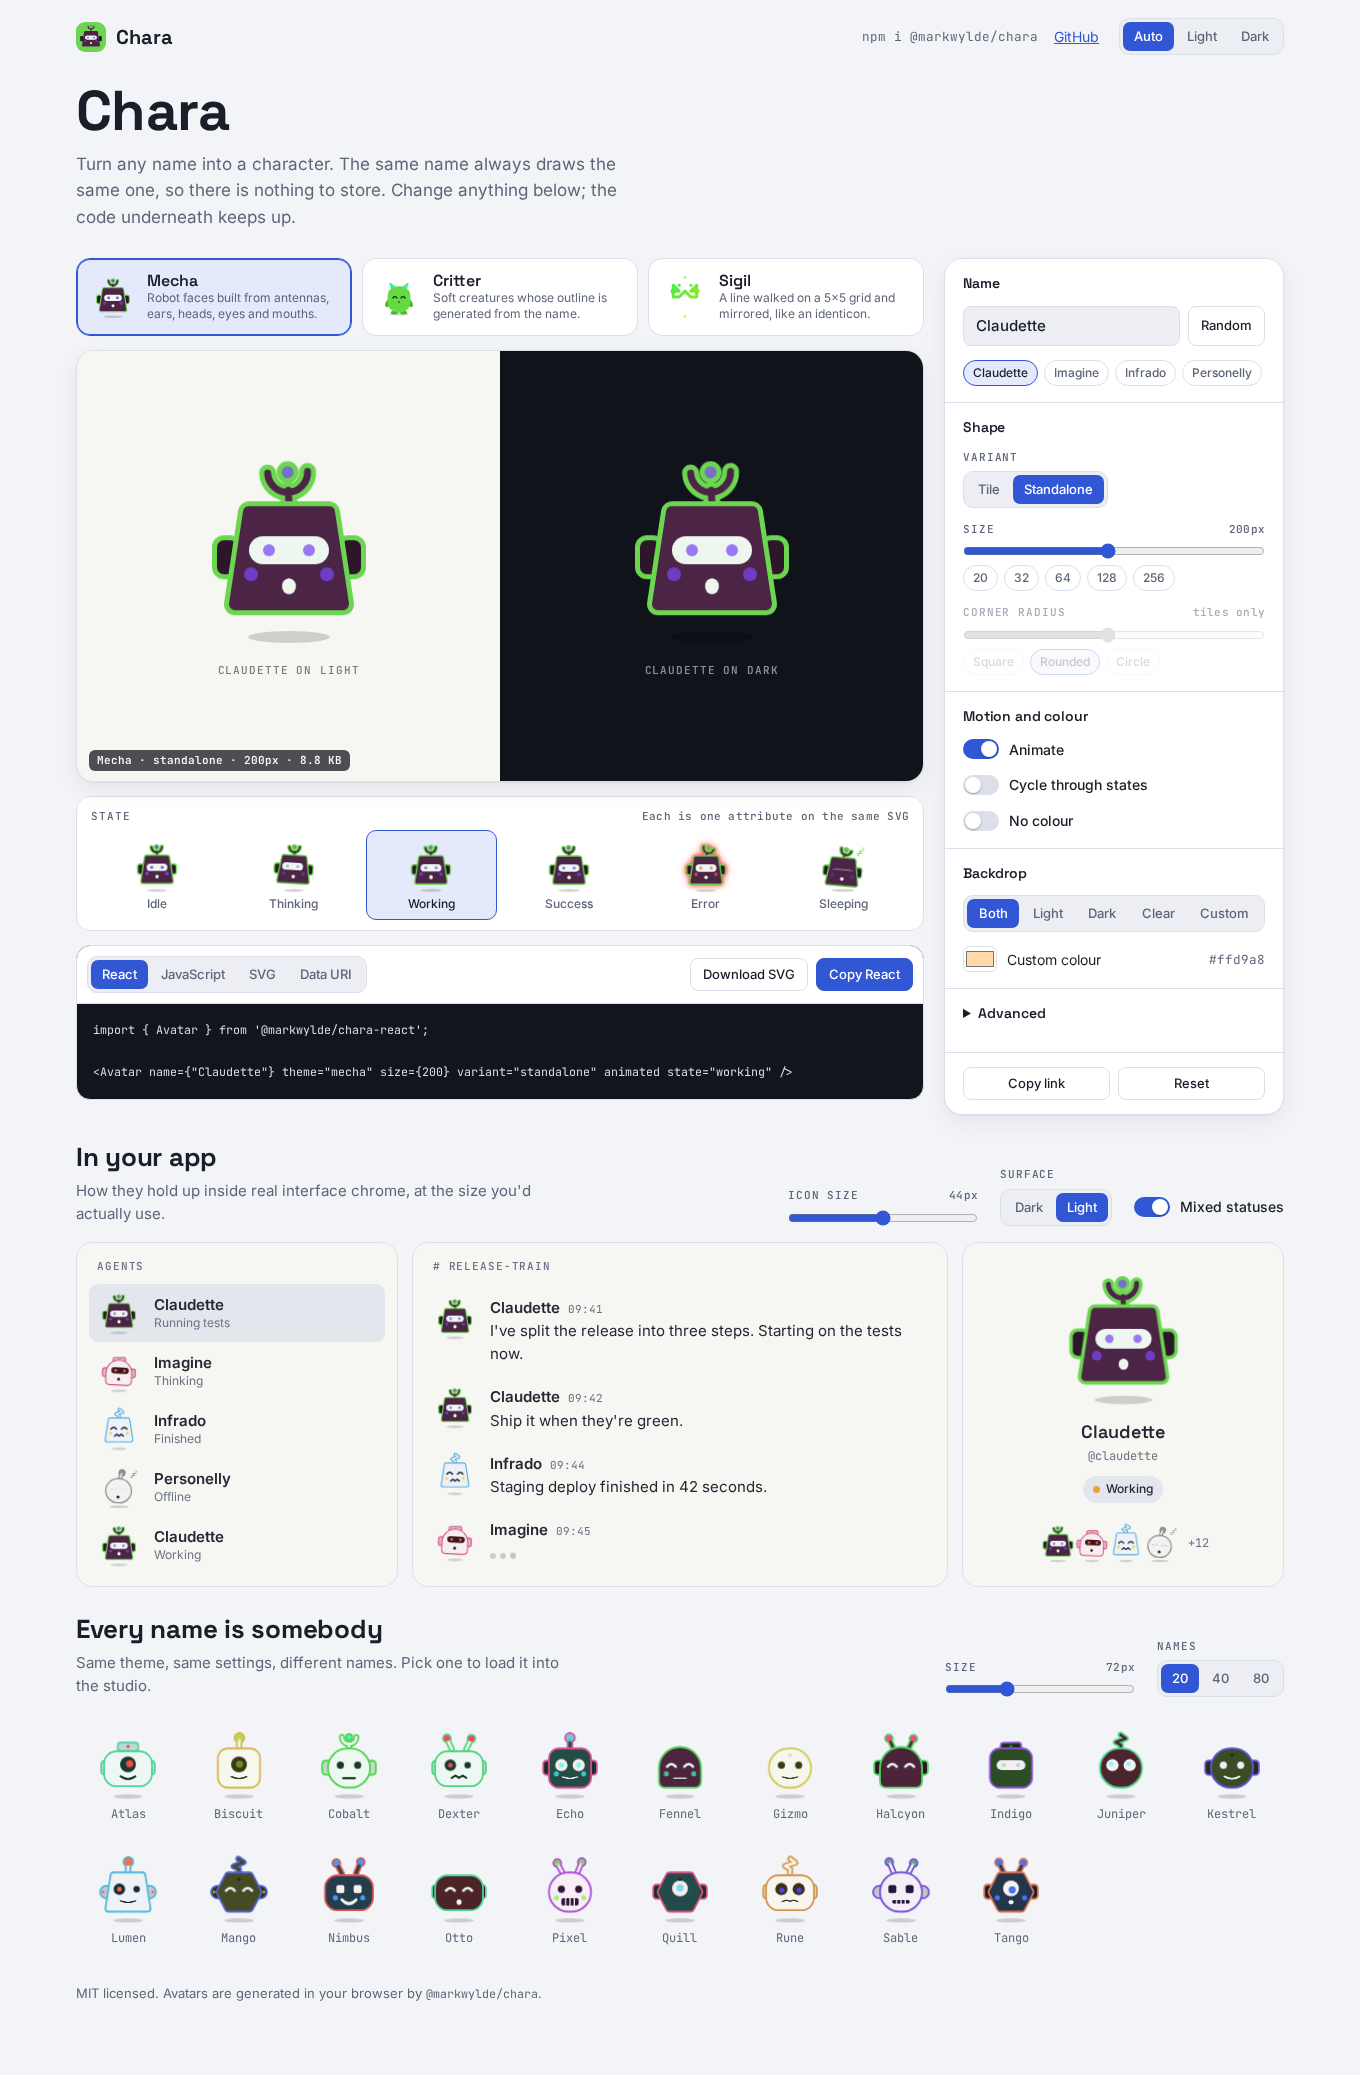 Chara
npm i @markwylde/chara
GitHub
Auto
Light
Dark
Chara
Turn any name into a character. The same name always draws the
same one, so there is nothing to store. Change anything below; the
code underneath keeps up.
Mecha
Robot faces built from antennas,
ears, heads, eyes and mouths.
Critter
Soft creatures whose outline is
generated from the name.
Sigil
A line walked on a 5×5 grid and
mirrored, like an identicon.
CLAUDETTE ON LIGHT
CLAUDETTE ON DARK
Mecha · standalone · 200px · 8.8 KB
STATE
Each is one attribute on the same SVG
Idle
Thinking
Working
Success
Error
Sleeping
React
JavaScript
SVG
Data URI
Download SVG
Copy React
import { Avatar } from '@markwylde/chara-react';
<Avatar name={"Claudette"} theme="mecha" size={200} variant="standalone" animated state="working" />
Name
Claudette
Random
Claudette
Imagine
Infrado
Personelly
Shape
VARIANT
Tile
Standalone
SIZE
200px
20
32
64
128
256
CORNER RADIUS
tiles only
Square
Rounded
Circle
Motion and colour
Animate
Cycle through states
No colour
Backdrop
Both
Light
Dark
Clear
Custom
Custom colour
#ffd9a8
Advanced
Copy link
Reset
In your app
How they hold up inside real interface chrome, at the size you'd
actually use.
ICON SIZE
44px
SURFACE
Dark
Light
Mixed statuses
AGENTS
Claudette
Running tests
Imagine
Thinking
Infrado
Finished
Personelly
Offline
Claudette
Working
# RELEASE-TRAIN
Claudette 09:41
I've split the release into three steps. Starting on the tests
now.
Claudette 09:42
Ship it when they're green.
Infrado 09:44
Staging deploy finished in 42 seconds.
Imagine 09:45
Claudette
@claudette
Working
+12
Every name is somebody
Same theme, same settings, different names. Pick one to load it into
the studio.
SIZE
72px
NAMES
20
40
80
Atlas
Biscuit
Cobalt
Dexter
Echo
Fennel
Gizmo
Halcyon
Indigo
Juniper
Kestrel
Lumen
Mango
Nimbus
Otto
Pixel
Quill
Rune
Sable
Tango
MIT licensed. Avatars are generated in your browser by @markwylde/chara.